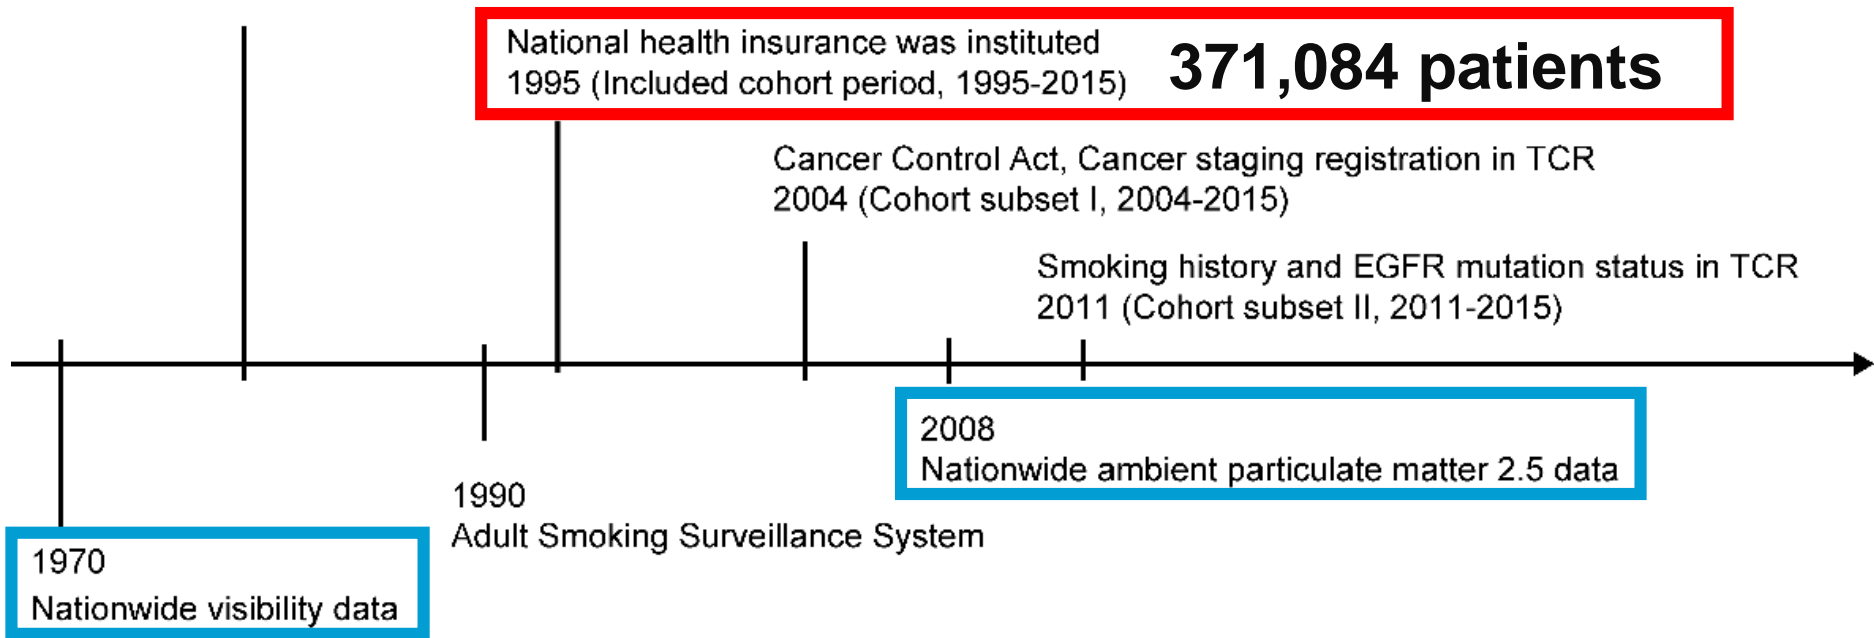 National health insurance was instituted
1995 (Included cohort period, 1995-2015)
371,084 patients
Cancer Control Act, Cancer staging registration in TCR
2004 (Cohort subset I, 2004-2015)
Smoking history and EGFR mutation status in TCR
2011 (Cohort subset II, 2011-2015)
2008
Nationwide ambient particulate matter 2.5 data
1990
Adult Smoking Surveillance System
1970
Nationwide visibility data